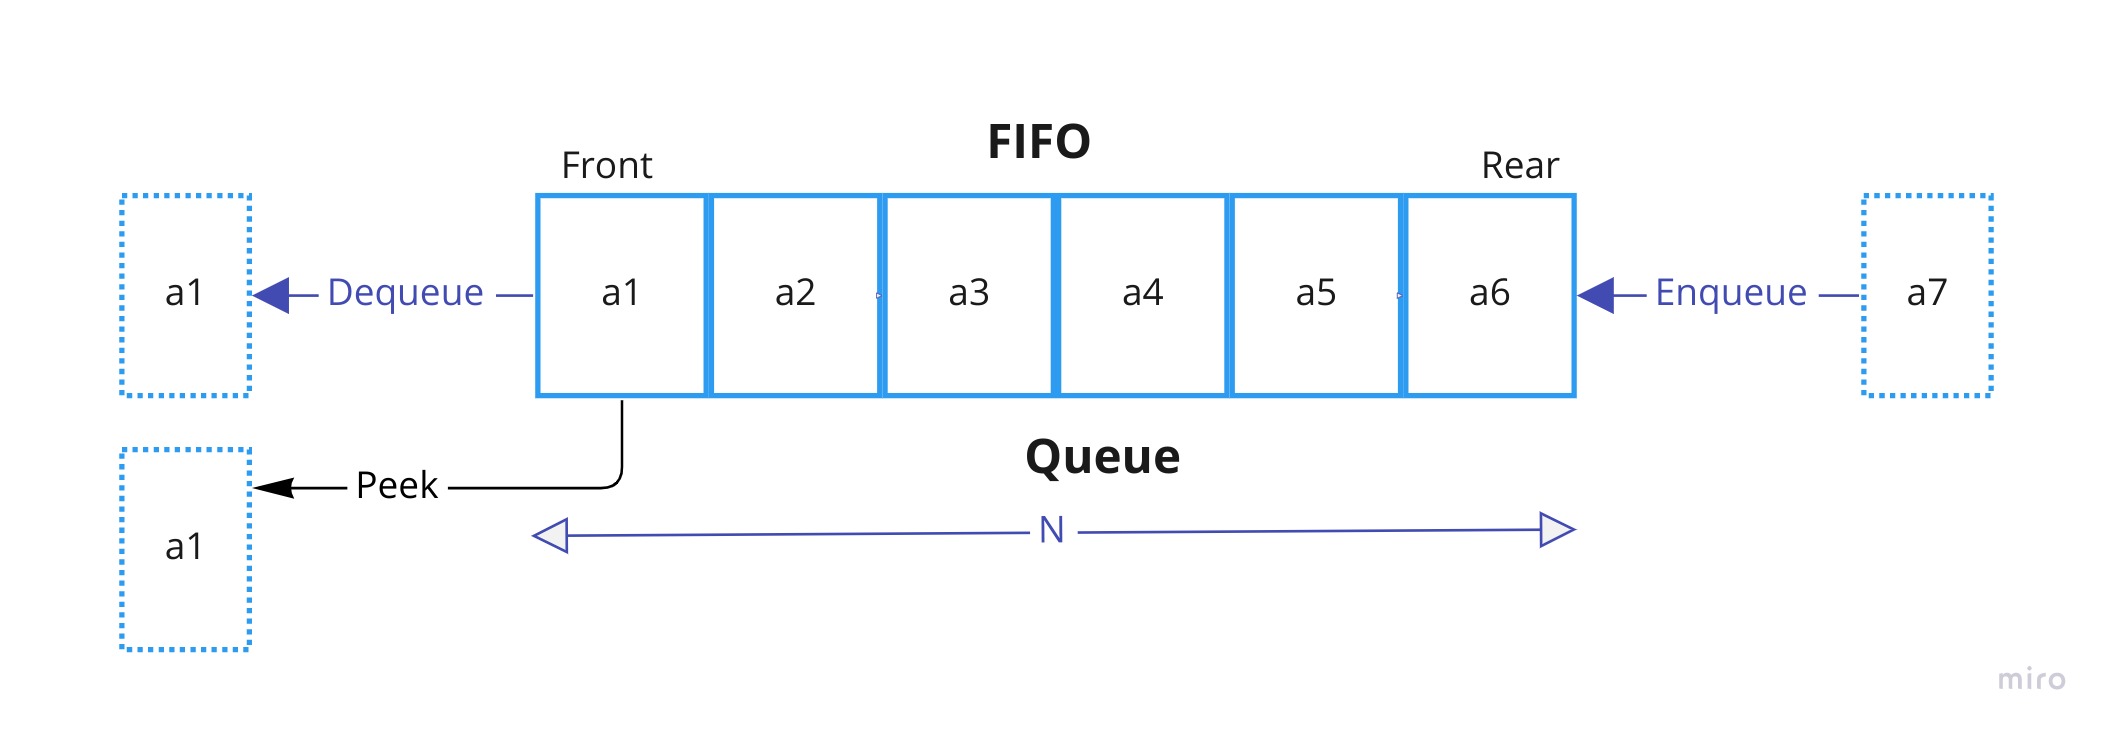 FIFO
Front
Rear
a1
Dequeue
a1
a2
a3
a4
a5
a6
Enqueue
a7
Queue
Peek
N
a1
miro